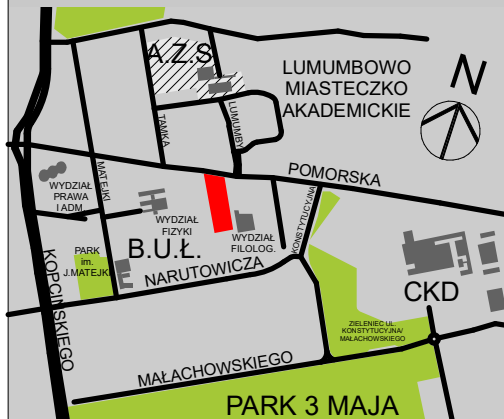 A.Z.S
LUMUMBOWO
MIASTECZKO
AKADEMICKIE
N
TAMKA
LUMUMBY
MATEJKI
POMORSKA
WYDZIAŁ
PRAWA
I ADM.
WYDZIAŁ
FIZYKI
WYDZIAŁ
FILOLOG.
KONSTYTUCYJNA
B.U.Ł.
PARK
im.
J.MATEJKI
NARUTOWICZA
KOPCIŃSKIEGO
CKD
ZIELENIEC UL.
KONSTYTUCYJNA/
MAŁACHOWSKIEGO
MAŁACHOWSKIEGO
PARK 3 MAJA